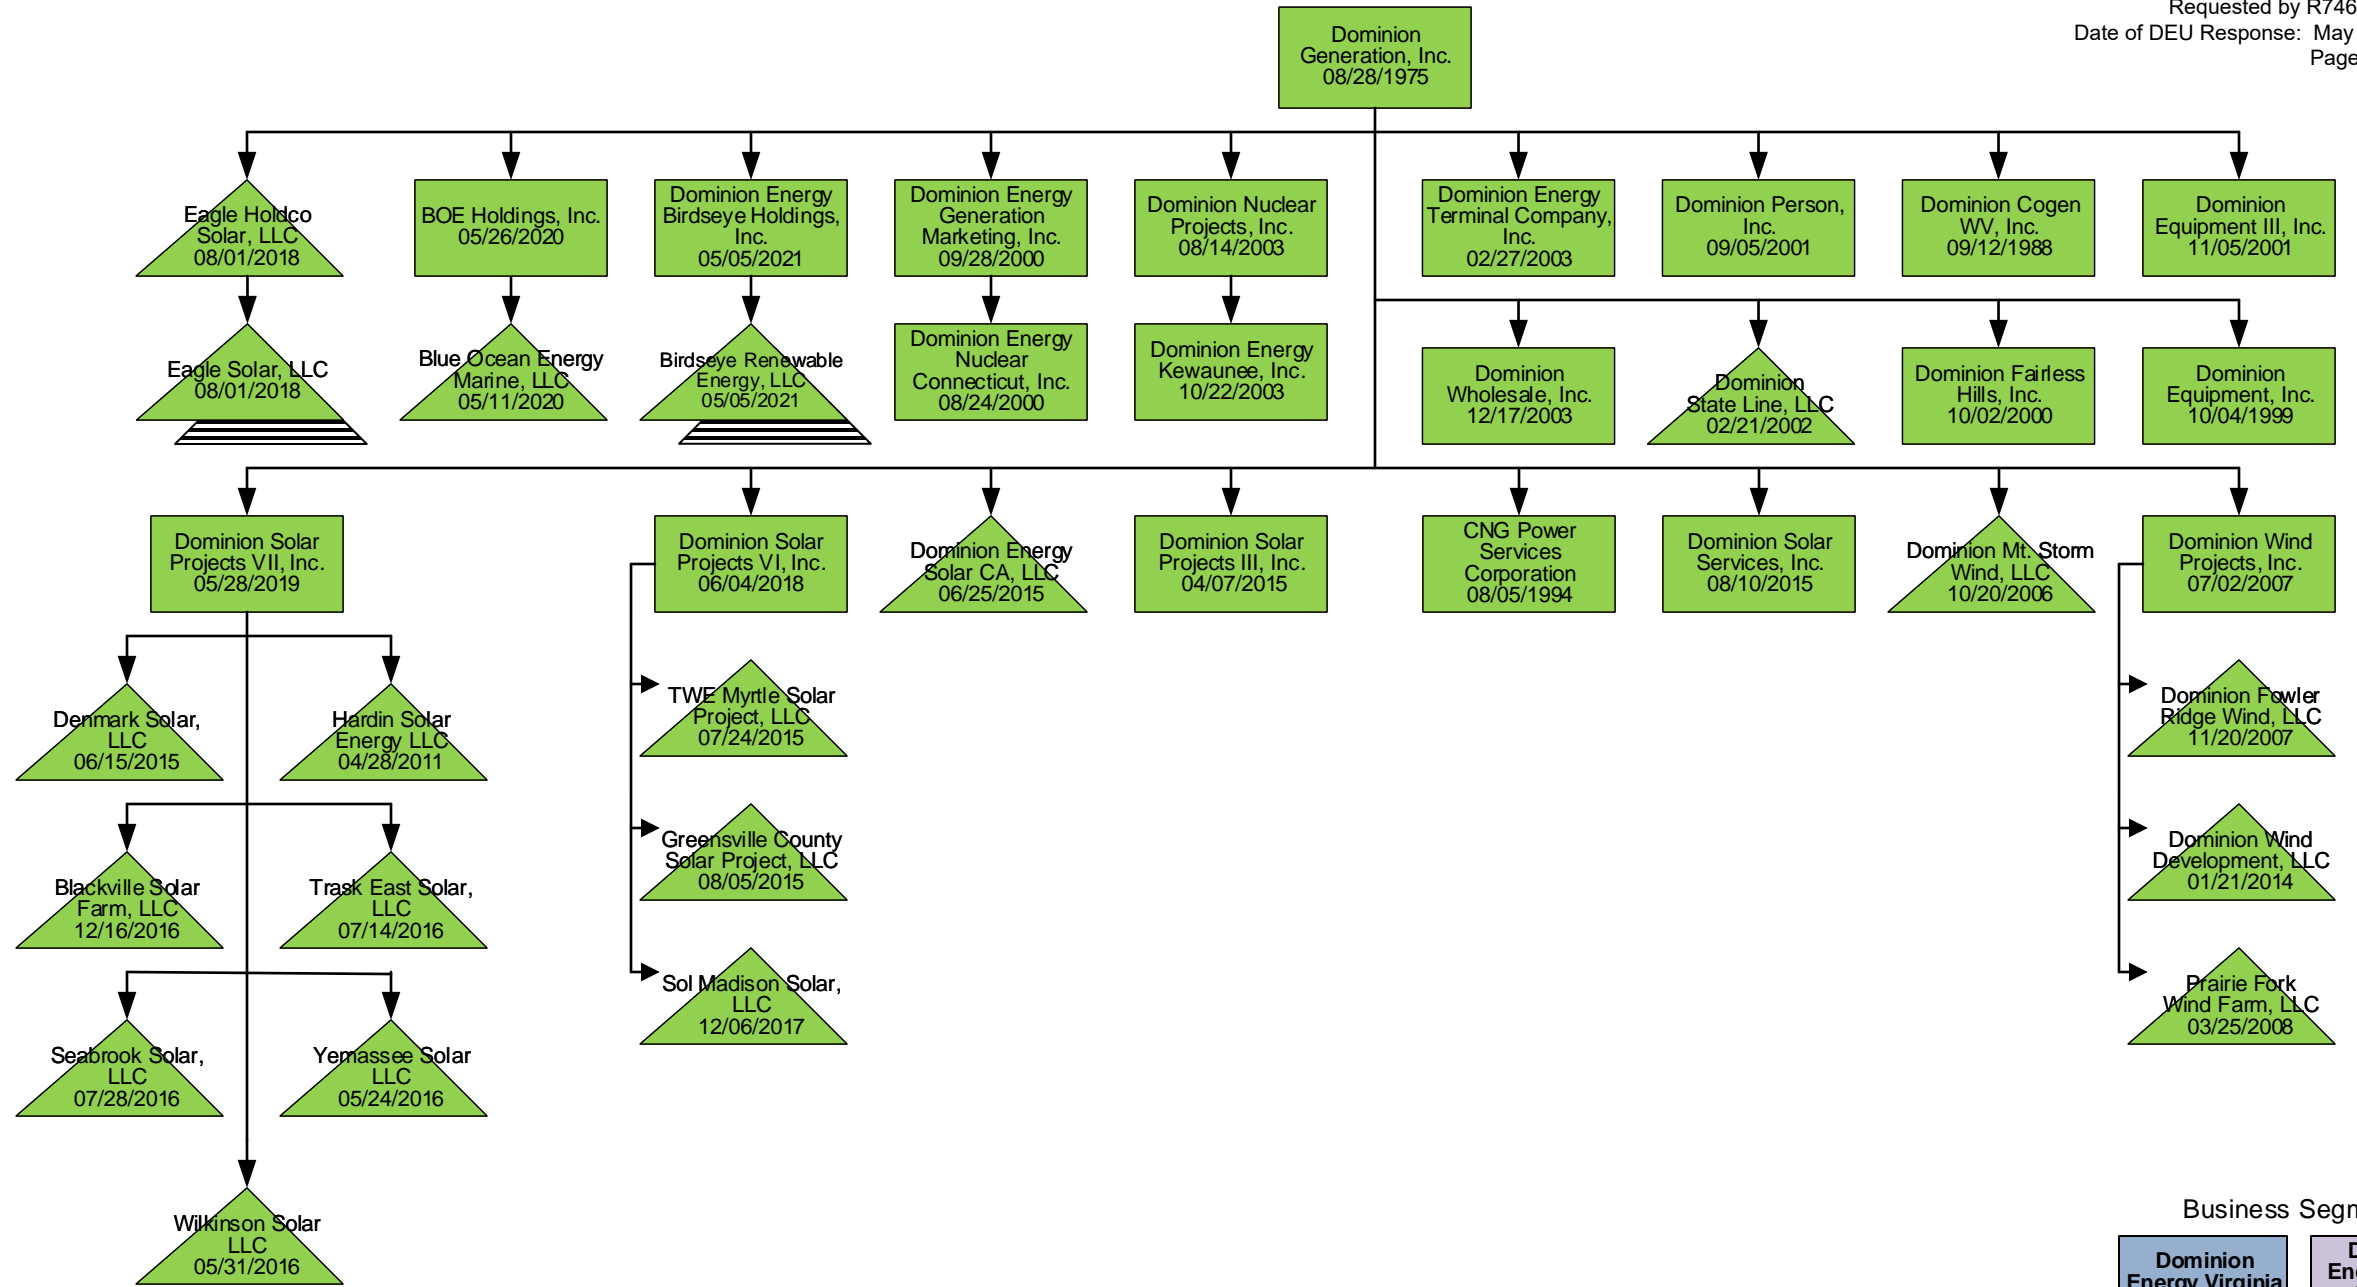 Requested by R746
Date of DEU Response: May
Page
Dominion
Generation, Inc.
08/28/1975
Eagle Holdco
Solar, LLC
08/01/2018
BOE Holdings, Inc.
05/26/2020
Dominion Energy
Birdseye Holdings,
Inc.
05/05/2021
Dominion Energy
Generation
Marketing, Inc.
09/28/2000
Dominion Nuclear
Projects, Inc.
08/14/2003
Dominion Energy
Terminal Company,
Inc.
02/27/2003
Dominion Person,
Inc.
09/05/2001
Dominion Cogen
WV, Inc.
09/12/1988
Dominion
Equipment III, Inc.
11/05/2001
Eagle Solar, LLC
08/01/2018
Blue Ocean Energy
Marine, LLC
05/11/2020
Birdseye Renewable
Energy, LLC
05/05/2021
Dominion Energy
Nuclear
Connecticut, Inc.
08/24/2000
Dominion Energy
Kewaunee, Inc.
10/22/2003
Dominion
Wholesale, Inc.
12/17/2003
Dominion
State Line, LLC
02/21/2002
Dominion Fairless
Hills, Inc.
10/02/2000
Dominion
Equipment, Inc.
10/04/1999
Dominion Solar
Projects VII, Inc.
05/28/2019
Dominion Solar
Projects VI, Inc.
06/04/2018
Dominion Energy
Solar CA, LLC
06/25/2015
Dominion Solar
Projects III, Inc.
04/07/2015
CNG Power
Services
Corporation
08/05/1994
Dominion Solar
Services, Inc.
08/10/2015
Dominion Mt. Storm
Wind, LLC
10/20/2006
Dominion Wind
Projects, Inc.
07/02/2007
Denmark Solar,
LLC
06/15/2015
Hardin Solar
Energy LLC
04/28/2011
TWE Myrtle Solar
Project, LLC
07/24/2015
Dominion Fowler
Ridge Wind, LLC
11/20/2007
Blackville Solar
Farm, LLC
12/16/2016
Trask East Solar,
LLC
07/14/2016
Greensville County
Solar Project, LLC
08/05/2015
Dominion Wind
Development, LLC
01/21/2014
Seabrook Solar,
LLC
07/28/2016
Yemassee Solar
LLC
05/24/2016
Sol Madison Solar,
LLC
12/06/2017
Prairie Fork
Wind Farm, LLC
03/25/2008
Wilkinson Solar
LLC
05/31/2016
Business Segm
Dominion
Energy Virginia